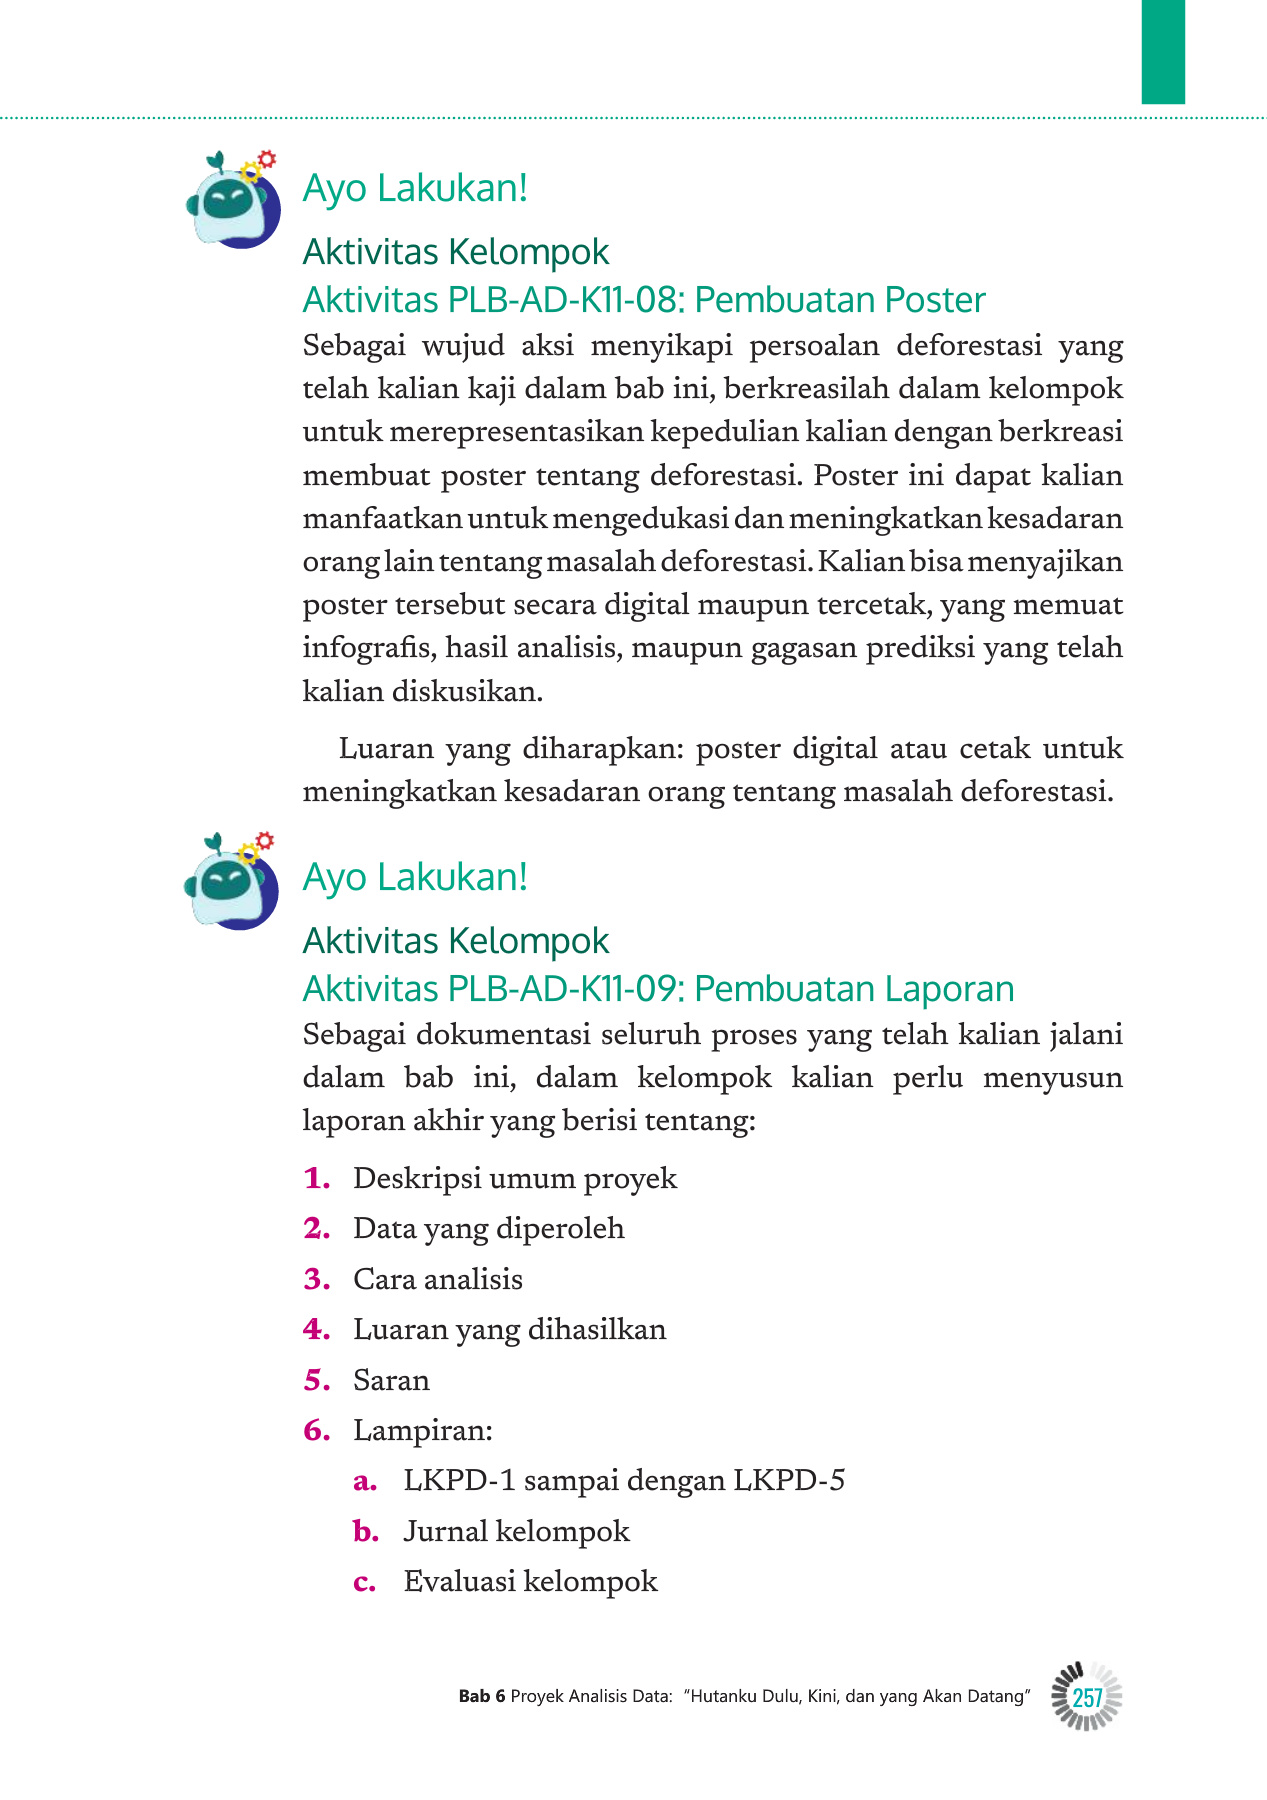 Ayo Lakukan!
Aktivitas Kelompok
Aktivitas PLB-AD-K11-08: Pembuatan Poster
Sebagai wujud aksi menyikapi persoalan deforestasi yang
telah kalian kaji dalam bab ini, berkreasilah dalam kelompok
untuk merepresentasikan kepedulian kalian dengan berkreasi
membuat poster tentang deforestasi. Poster ini dapat kalian
manfaatkan untuk mengedukasi dan meningkatkan kesadaran
orang lain tentang masalah deforestasi. Kalian bisa menyajikan
poster tersebut secara digital maupun tercetak, yang memuat
infografis, hasil analisis, maupun gagasan prediksi yang telah
kalian diskusikan.
Luaran yang diharapkan: poster digital atau cetak untuk
meningkatkan kesadaran orang tentang masalah deforestasi.
Ayo Lakukan!
Aktivitas Kelompok
Aktivitas PLB-AD-K11-09: Pembuatan Laporan
Sebagai dokumentasi seluruh proses yang telah kalian jalani
dalam bab ini, dalam kelompok kalian perlu menyusun
laporan akhir yang berisi tentang:
1. Deskripsi umum proyek
2. Data yang diperoleh
3. Cara analisis
4. Luaran yang dihasilkan
5. Saran
6. Lampiran:
a. LKPD-1 sampai dengan LKPD-5
b. Jurnal kelompok
c. Evaluasi kelompok
Bab 6 Proyek Analisis Data: “Hutanku Dulu, Kini, dan yang Akan Datang”
257